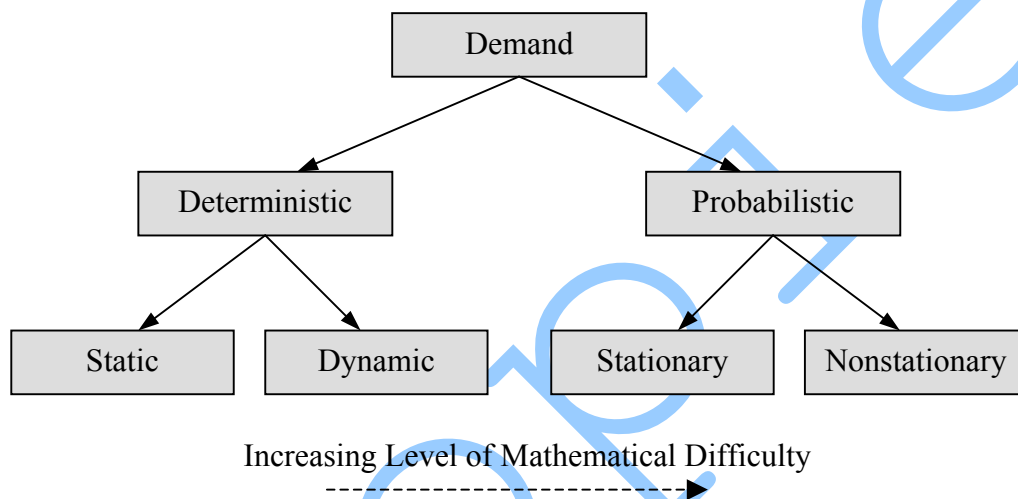 Demand
Deterministic
Probabilistic
Static
Dynamic
Stationary
Nonstationary
Increasing Level of Mathematical Difficulty